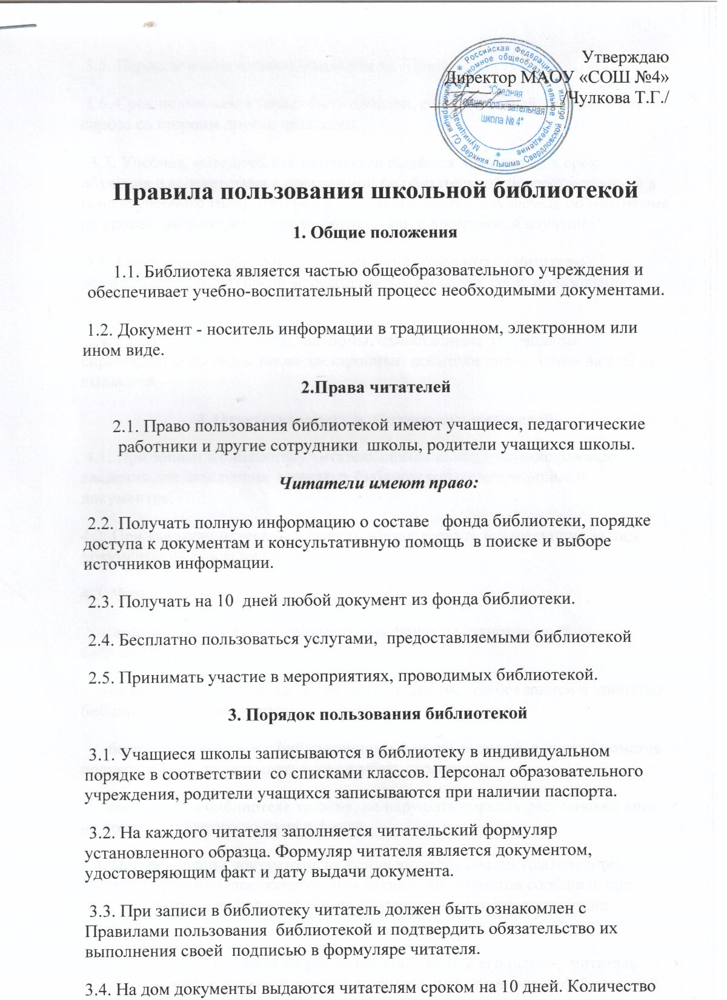 Утверждаю
Директор МАОУ «СОШ №4»
/Чулкова Т.Г./
* Российская Федерация *
Муниципальное автономное общеобразовательное учреждение *
ГО Верхняя Пышма Свердловской области
"Средняя
общеобразовательная
школа № 4"
Правила пользования школьной библиотекой
1. Общие положения
1.1. Библиотека является частью общеобразовательного учреждения и
обеспечивает учебно-воспитательный процесс необходимыми документами.
1.2. Документ - носитель информации в традиционном, электронном или
ином виде.
2.Права читателей
2.1. Право пользования библиотекой имеют учащиеся, педагогические
работники и другие сотрудники  школы, родители учащихся школы.
Читатели имеют право:
2.2. Получать полную информацию о составе   фонда библиотеки, порядке
доступа к документам и консультативную помощь  в поиске и выборе
источников информации.
2.3. Получать на 10  дней любой документ из фонда библиотеки.
2.4. Бесплатно пользоваться услугами,  предоставляемыми библиотекой
2.5. Принимать участие в мероприятиях, проводимых библиотекой.
3. Порядок пользования библиотекой
3.1. Учащиеся школы записываются в библиотеку в индивидуальном
порядке в соответствии  со списками классов. Персонал образовательного
учреждения, родители учащихся записываются при наличии паспорта.
3.2. На каждого читателя заполняется читательский формуляр
установленного образца. Формуляр читателя является документом,
удостоверяющим факт и дату выдачи документа.
3.3. При записи в библиотеку читатель должен быть ознакомлен с
Правилами пользования  библиотекой и подтвердить обязательство их
выполнения своей  подписью в формуляре читателя.
3.4. На дом документы выдаются читателям сроком на 10 дней. Количество